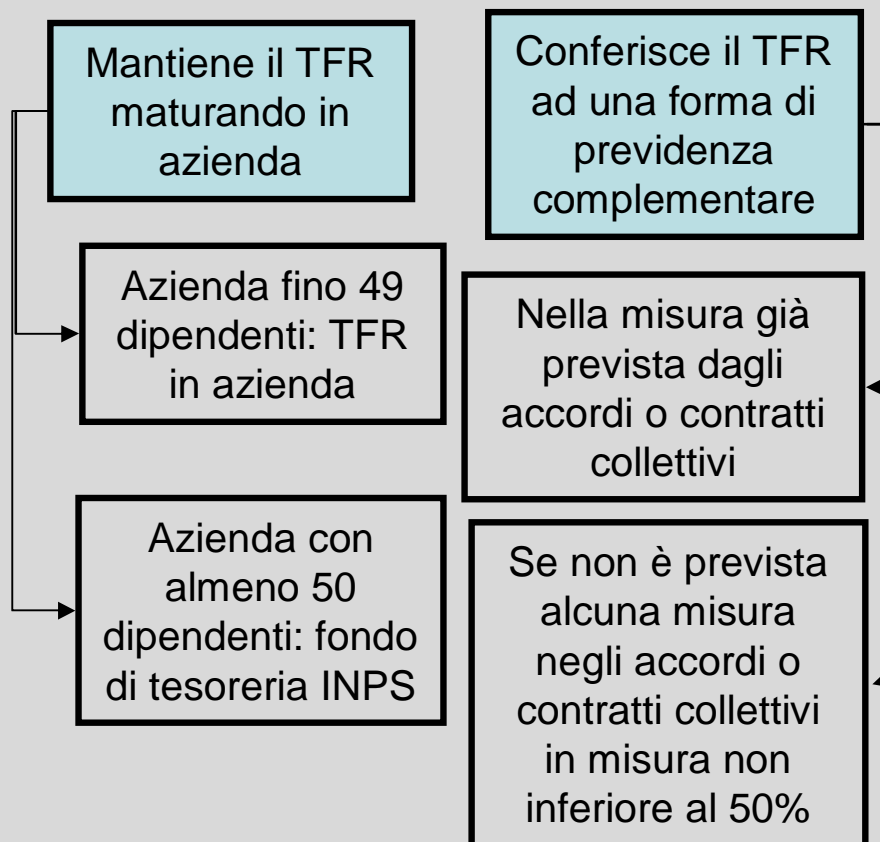 Mantiene il TFR
maturando in
azienda
Azienda fino 49
dipendenti: TFR
in azienda
Azienda con
almeno 50
dipendenti: fondo
di tesoreria INPS
Conferisce il TFR
ad una forma di
previdenza
complementare
Nella misura già
prevista dagli
accordi o contratti
collettivi
Se non è prevista
alcuna misura
negli accordi o
contratti collettivi
in misura non
inferiore al 50%